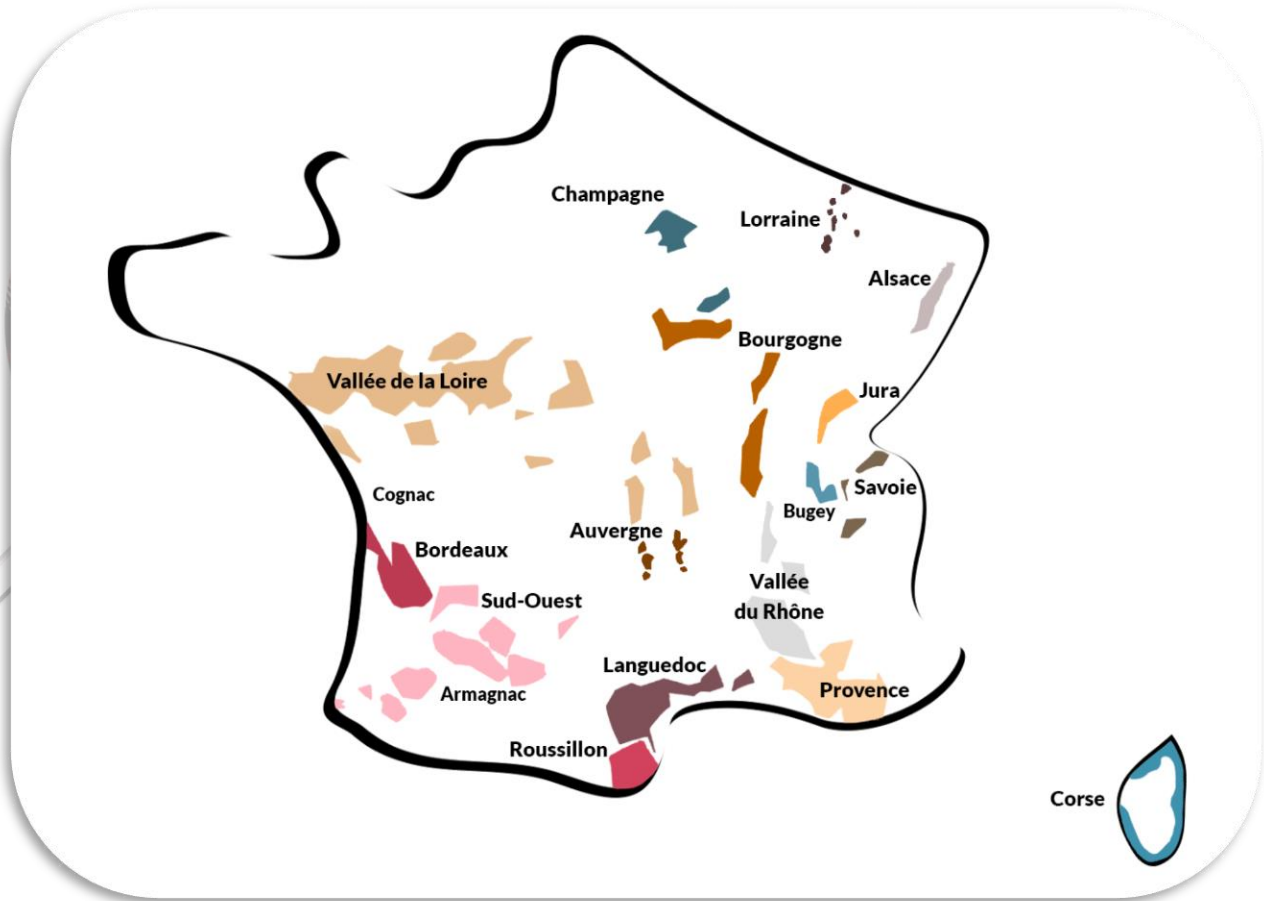 Champagne
Lorraine
Alsace
Bourgogne
Vallée de la Loire
Jura
Cognac
Savoie
Bugey
Auvergne
Bordeaux
Vallée
du Rhône
Sud-Ouest
Languedoc
Armagnac
Provence
Roussillon
Corse